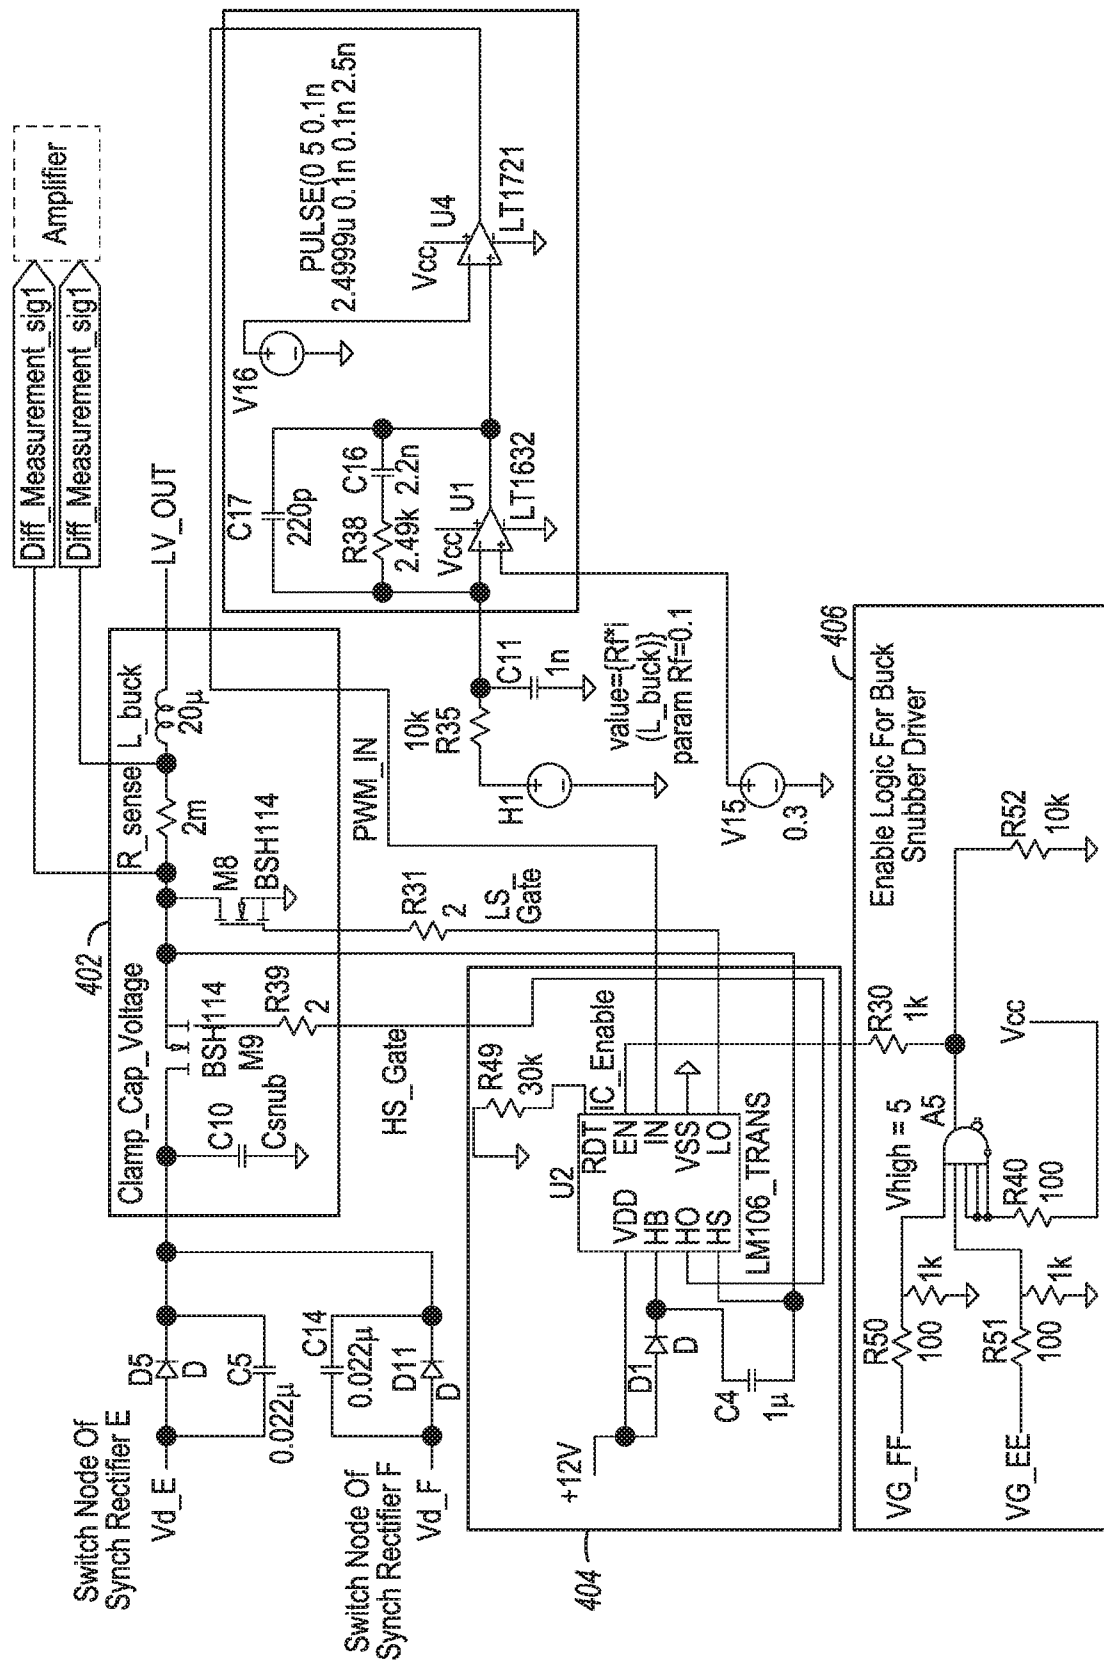 Switch Node Of
Synch Rectifier E
Vd_E
D5
D
C5
0.022µ
Switch Node Of
Synch Rectifier F
Vd_F
C14
0.022µ
D11
D
402
Clamp_Cap_Voltage
C10
Csnub
BSH114
M9
R39
2
HS_Gate
M8
BSH114
R_sense
2m
L_buck
20µ
LV_OUT
Diff_Measurement_sig1
Diff_Measurement_sig1
Amplifier
PWM_IN
R31
2
LS_
Gate
10k
R35
C11
1n
H1
value={Rf*i
(L_buck)}
param Rf=0.1
V15
0.3
C17
220p
C16
2.2n
R38
2.49k
Vcc
U1
LT1632
V16
PULSE(0 5 0.1n
2.4999u 0.1n 0.1n 2.5n
Vcc
U4
LT1721
404
+12V
D1
D
C4
1µ
R49
30k
IC_Enable
U2
VDD
HB
HO
HS
RDT
EN
IN
VSS
LO
LM106_TRANS
406
Enable Logic For Buck
Snubber Driver
R30
1k
R52
10k
Vcc
Vhigh = 5
A5
R40
100
VG_FF
R50
100
1k
VG_EE
R51
100
1k